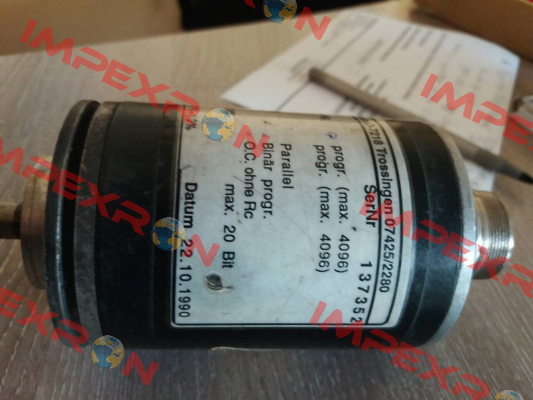 7218 Trossingen 07425/2280
SerNr 137352
progr. (max. 4096)
progr. (max. 4096)
Parallel
Binär progr.
O.C. ohne Rc
max. 20 Bit
Datum 22.10.1990
IMPEXRON
IMPEXRON
IMPEXRON
IMPEXRON
IMPEXRON
IMPEXRON